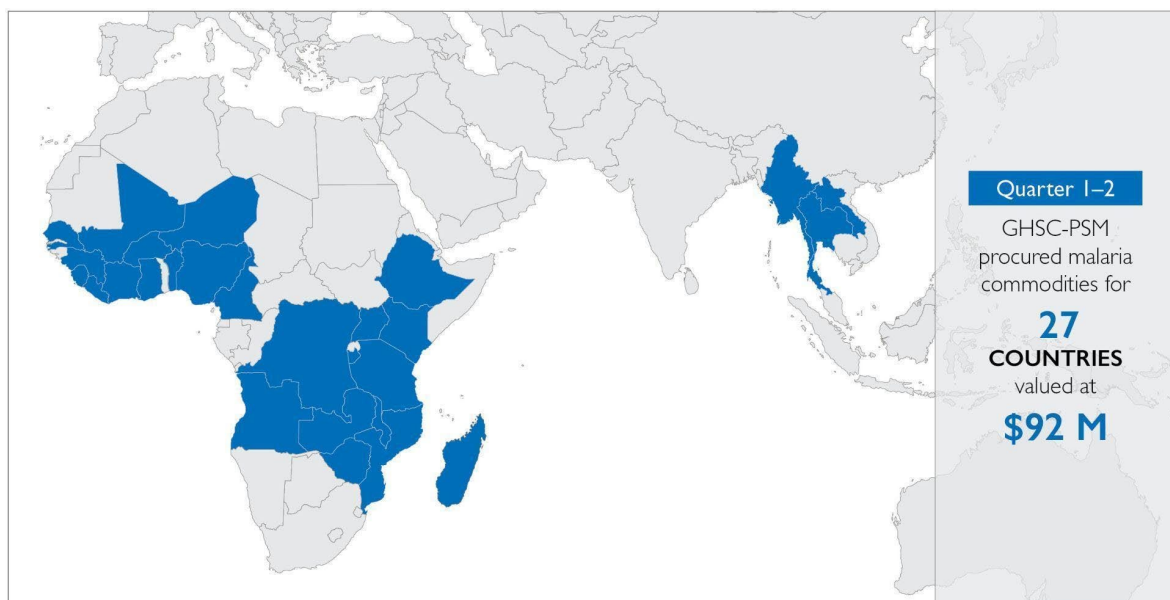 Quarter 1–2
GHSC-PSM
procured malaria
commodities for
27
COUNTRIES
valued at
$92 M